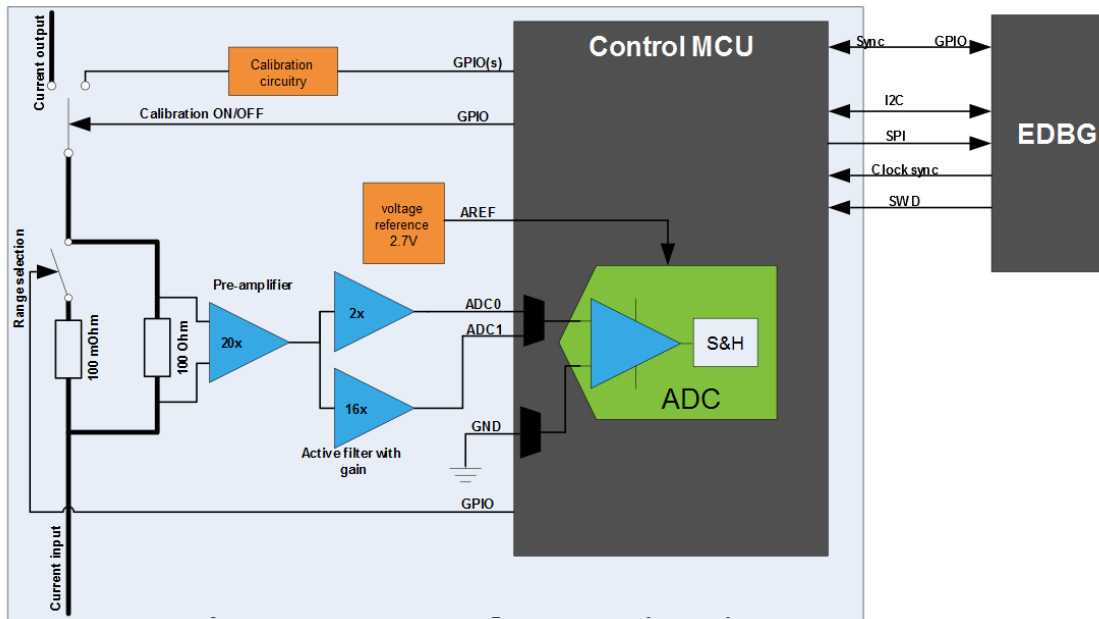 Current output
Calibration
circuitry
GPIO(s)
Control MCU
Sync
GPIO
I2C
SPI
Clock sync
SWD
EDBG
Calibration ON/OFF
GPIO
voltage
reference
2.7V
AREF
Range selection
Pre-amplifier
100 mOhm
100 Ohm
20x
2x
16x
ADC0
ADC1
S&H
ADC
GND
Active filter with
gain
GPIO
Current input